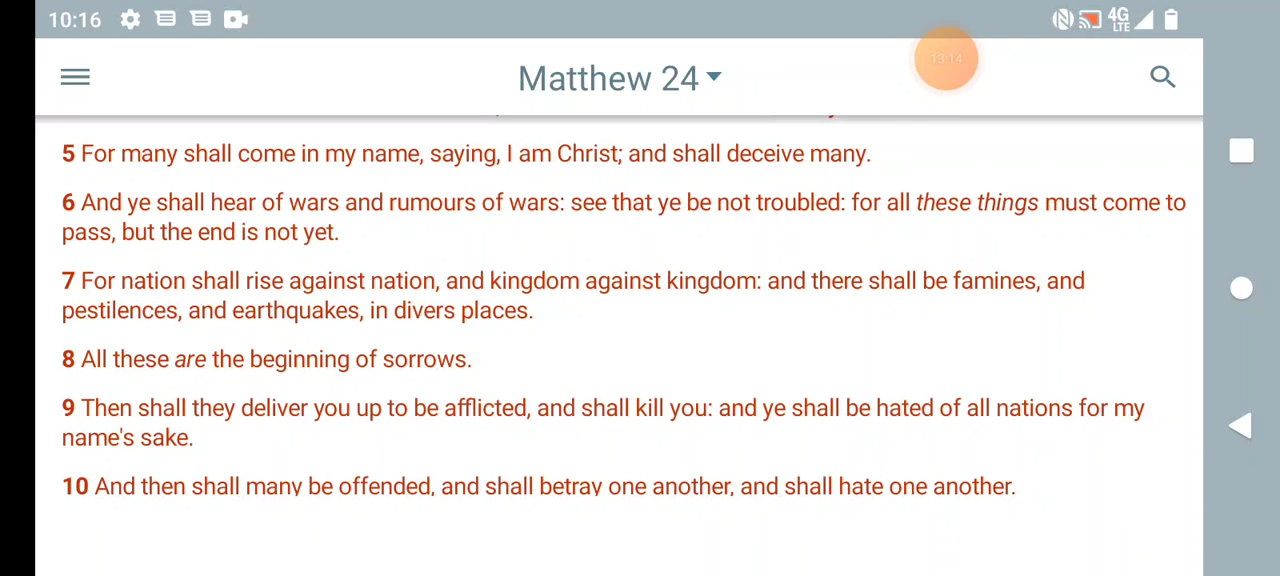 10:16
4G
LTE
Matthew 24
13:14
5 For many shall come in my name, saying, I am Christ; and shall deceive many.
6 And ye shall hear of wars and rumours of wars: see that ye be not troubled: for all these things must come to
pass, but the end is not yet.
7 For nation shall rise against nation, and kingdom against kingdom: and there shall be famines, and
pestilences, and earthquakes, in divers places.
8 All these are the beginning of sorrows.
9 Then shall they deliver you up to be afflicted, and shall kill you: and ye shall be hated of all nations for my
name's sake.
10 And then shall many be offended, and shall betray one another, and shall hate one another.